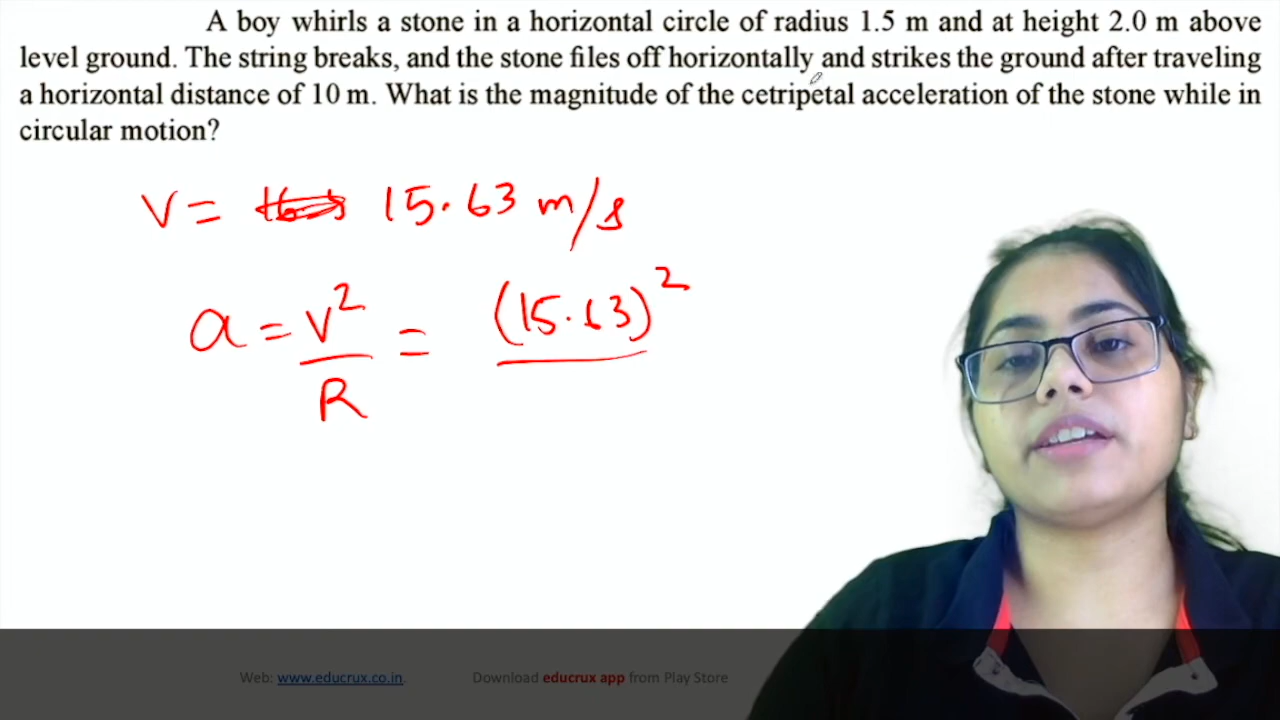 A boy whirls a stone in a horizontal circle of radius 1.5 m and at height 2.0 m above
level ground. The string breaks, and the stone files off horizontally and strikes the ground after traveling
a horizontal distance of 10 m. What is the magnitude of the cetripetal acceleration of the stone while in
circular motion?
v = 15.63 m/s
a = v² / R = (15.63)²
Web: www.educrux.co.in. Download educrux app from Play Store